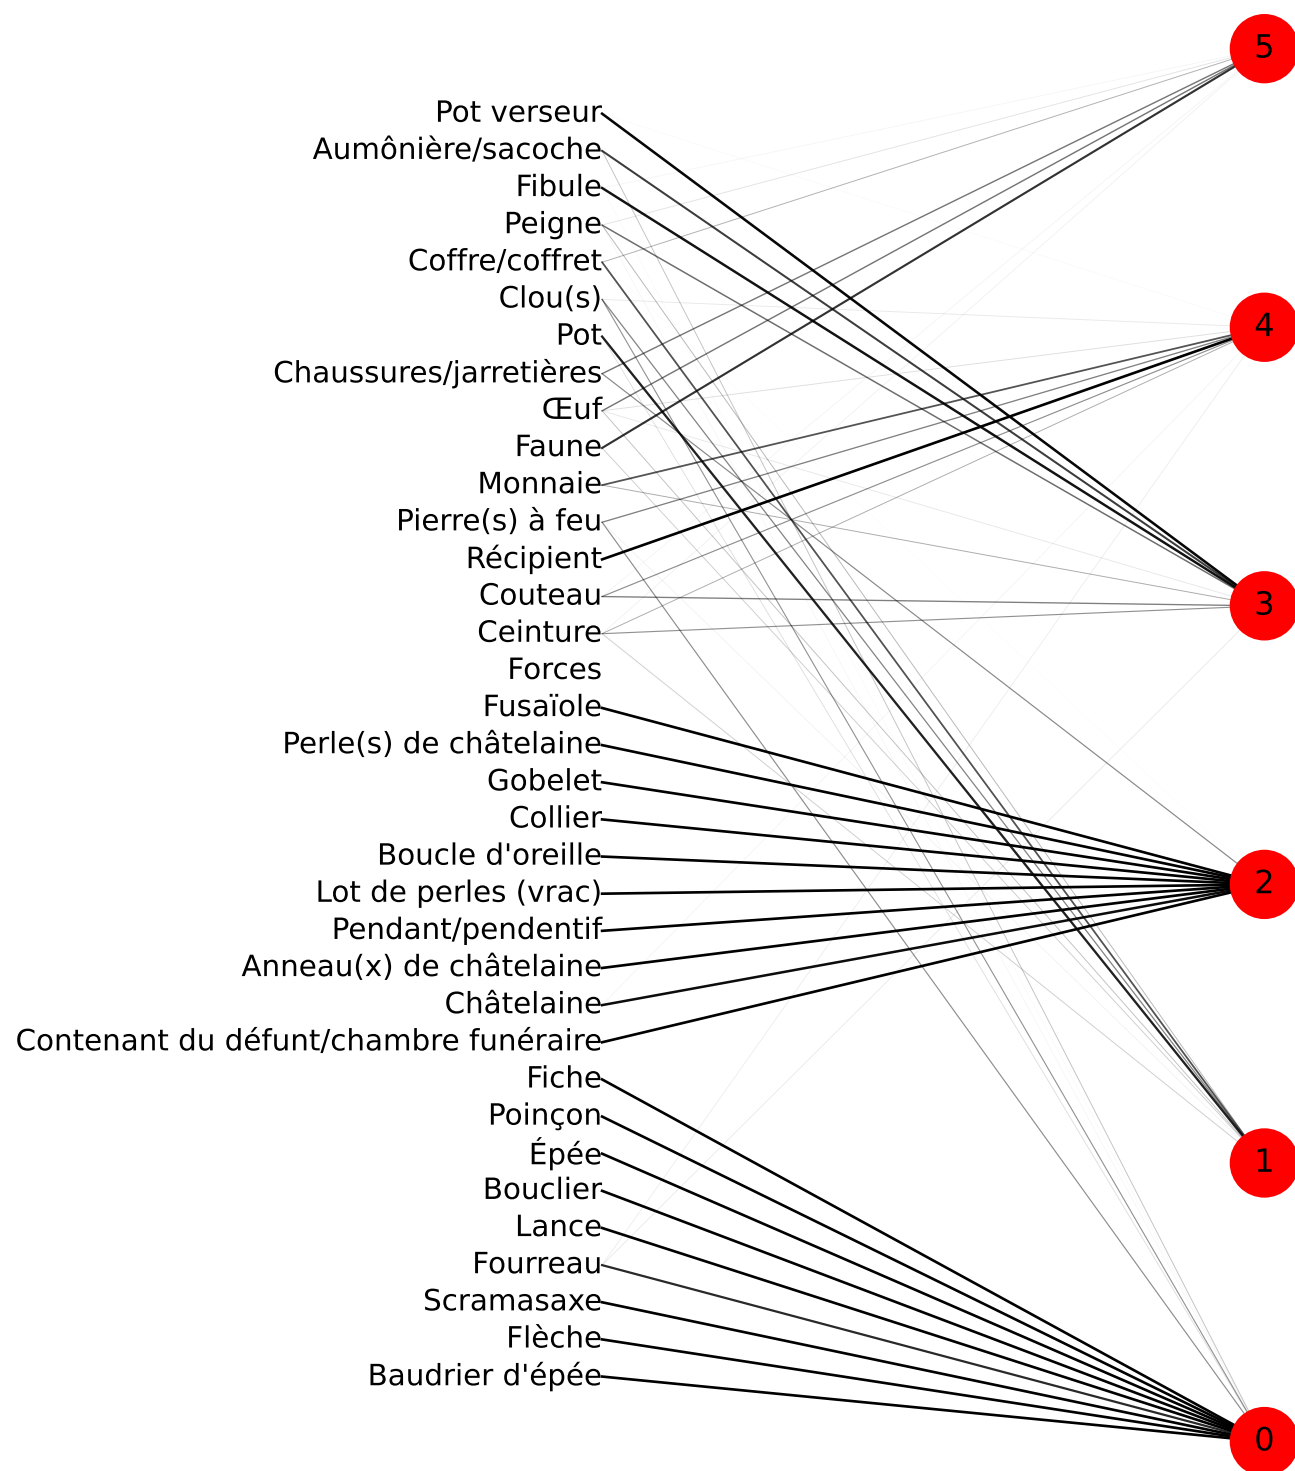 5
Pot verseur
Aumônière/sacoche
Fibule
Peigne
Coffre/coffret
Clou(s)
4
Pot
Chaussures/jarretières
Œuf
Faune
Monnaie
Pierre(s) à feu
Récipient
Couteau
3
Ceinture
Forces
Fusaïole
Perle(s) de châtelaine
Gobelet
Collier
Boucle d'oreille
2
Lot de perles (vrac)
Pendant/pendentif
Anneau(x) de châtelaine
Châtelaine
Contenant du défunt/chambre funéraire
Fiche
Poinçon
Épée
1
Bouclier
Lance
Fourreau
Scramasaxe
Flèche
Baudrier d'épée
0